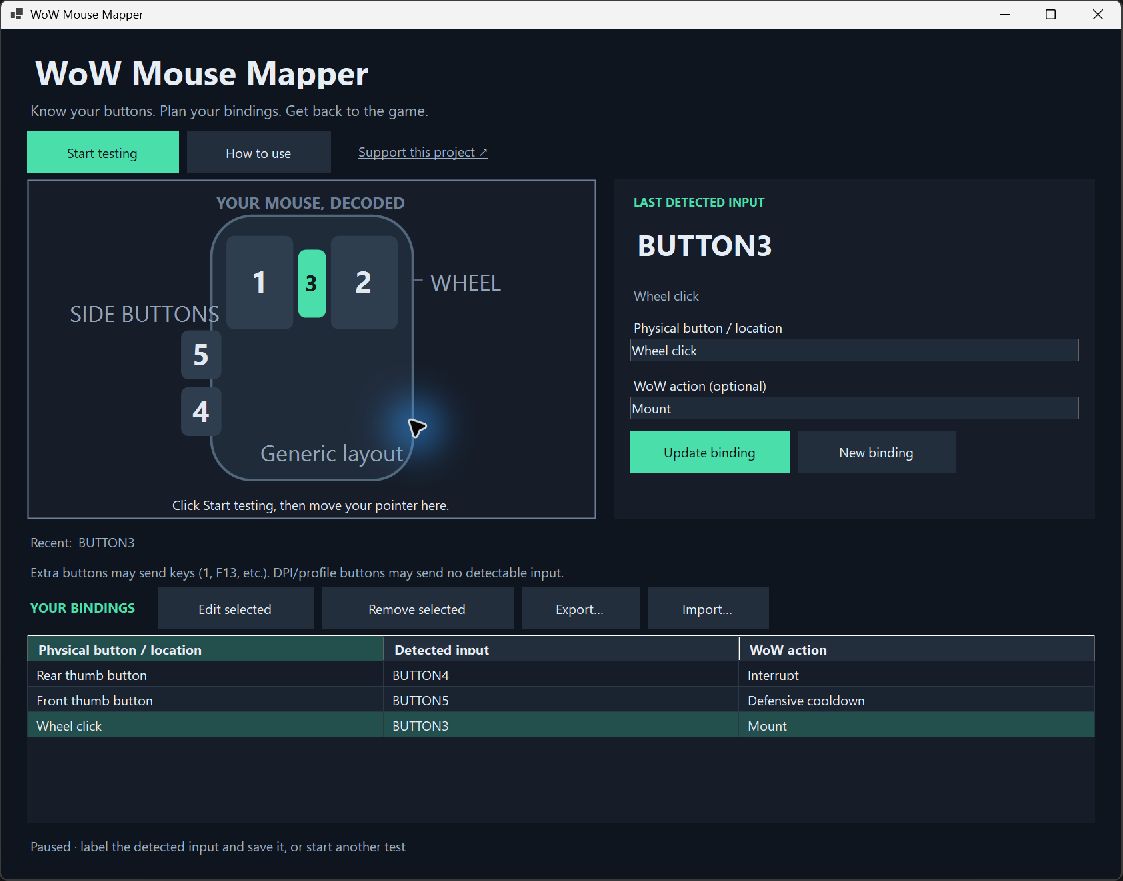 WoW Mouse Mapper
WoW Mouse Mapper
Know your buttons. Plan your bindings. Get back to the game.
Start testing
How to use
Support this project ↗
YOUR MOUSE, DECODED
1
3
2
WHEEL
SIDE BUTTONS
5
4
Generic layout
Click Start testing, then move your pointer here.
LAST DETECTED INPUT
BUTTON3
Wheel click
Physical button / location
Wheel click
WoW action (optional)
Mount
Update binding
New binding
Recent: BUTTON3
Extra buttons may send keys (1, F13, etc.). DPI/profile buttons may send no detectable input.
YOUR BINDINGS
Edit selected
Remove selected
Export...
Import...
Physical button / location
Detected input
WoW action
Rear thumb button
BUTTON4
Interrupt
Front thumb button
BUTTON5
Defensive cooldown
Wheel click
BUTTON3
Mount
Paused · label the detected input and save it, or start another test